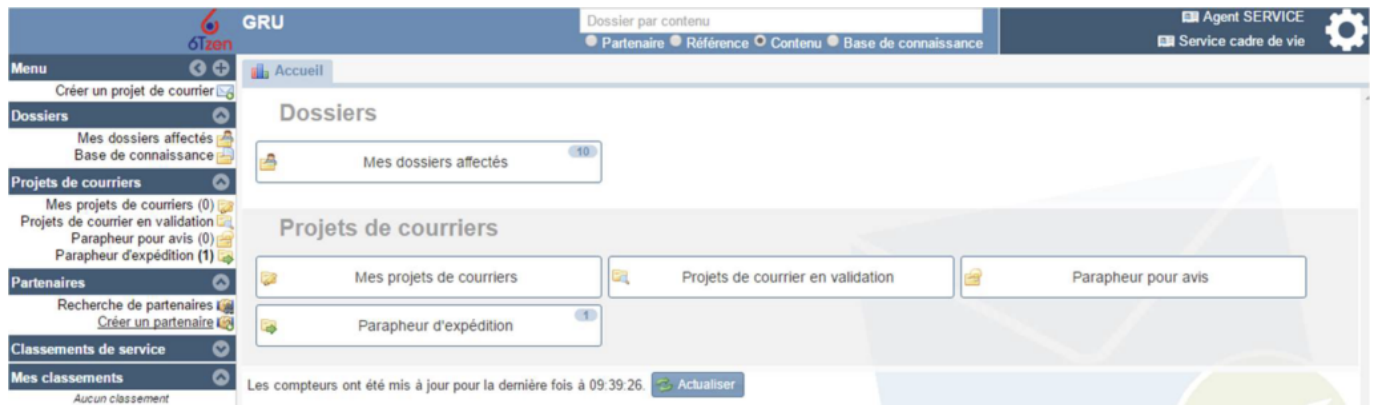 6Tzen
GRU
Dossier par contenu
Partenaire Référence Contenu Base de connaissance
Agent SERVICE
Service cadre de vie
Menu
Créer un projet de courrier
Dossiers
Mes dossiers affectés
Base de connaissance
Projets de courriers
Mes projets de courriers (0)
Projets de courrier en validation
Parapheur pour avis (0)
Parapheur d'expédition (1)
Partenaires
Recherche de partenaires
Créer un partenaire
Classements de service
Mes classements
Aucun classement
Accueil
Dossiers
Mes dossiers affectés 10
Projets de courriers
Mes projets de courriers
Projets de courrier en validation
Parapheur pour avis
Parapheur d'expédition 1
Les compteurs ont été mis à jour pour la dernière fois à 09:39:26. Actualiser